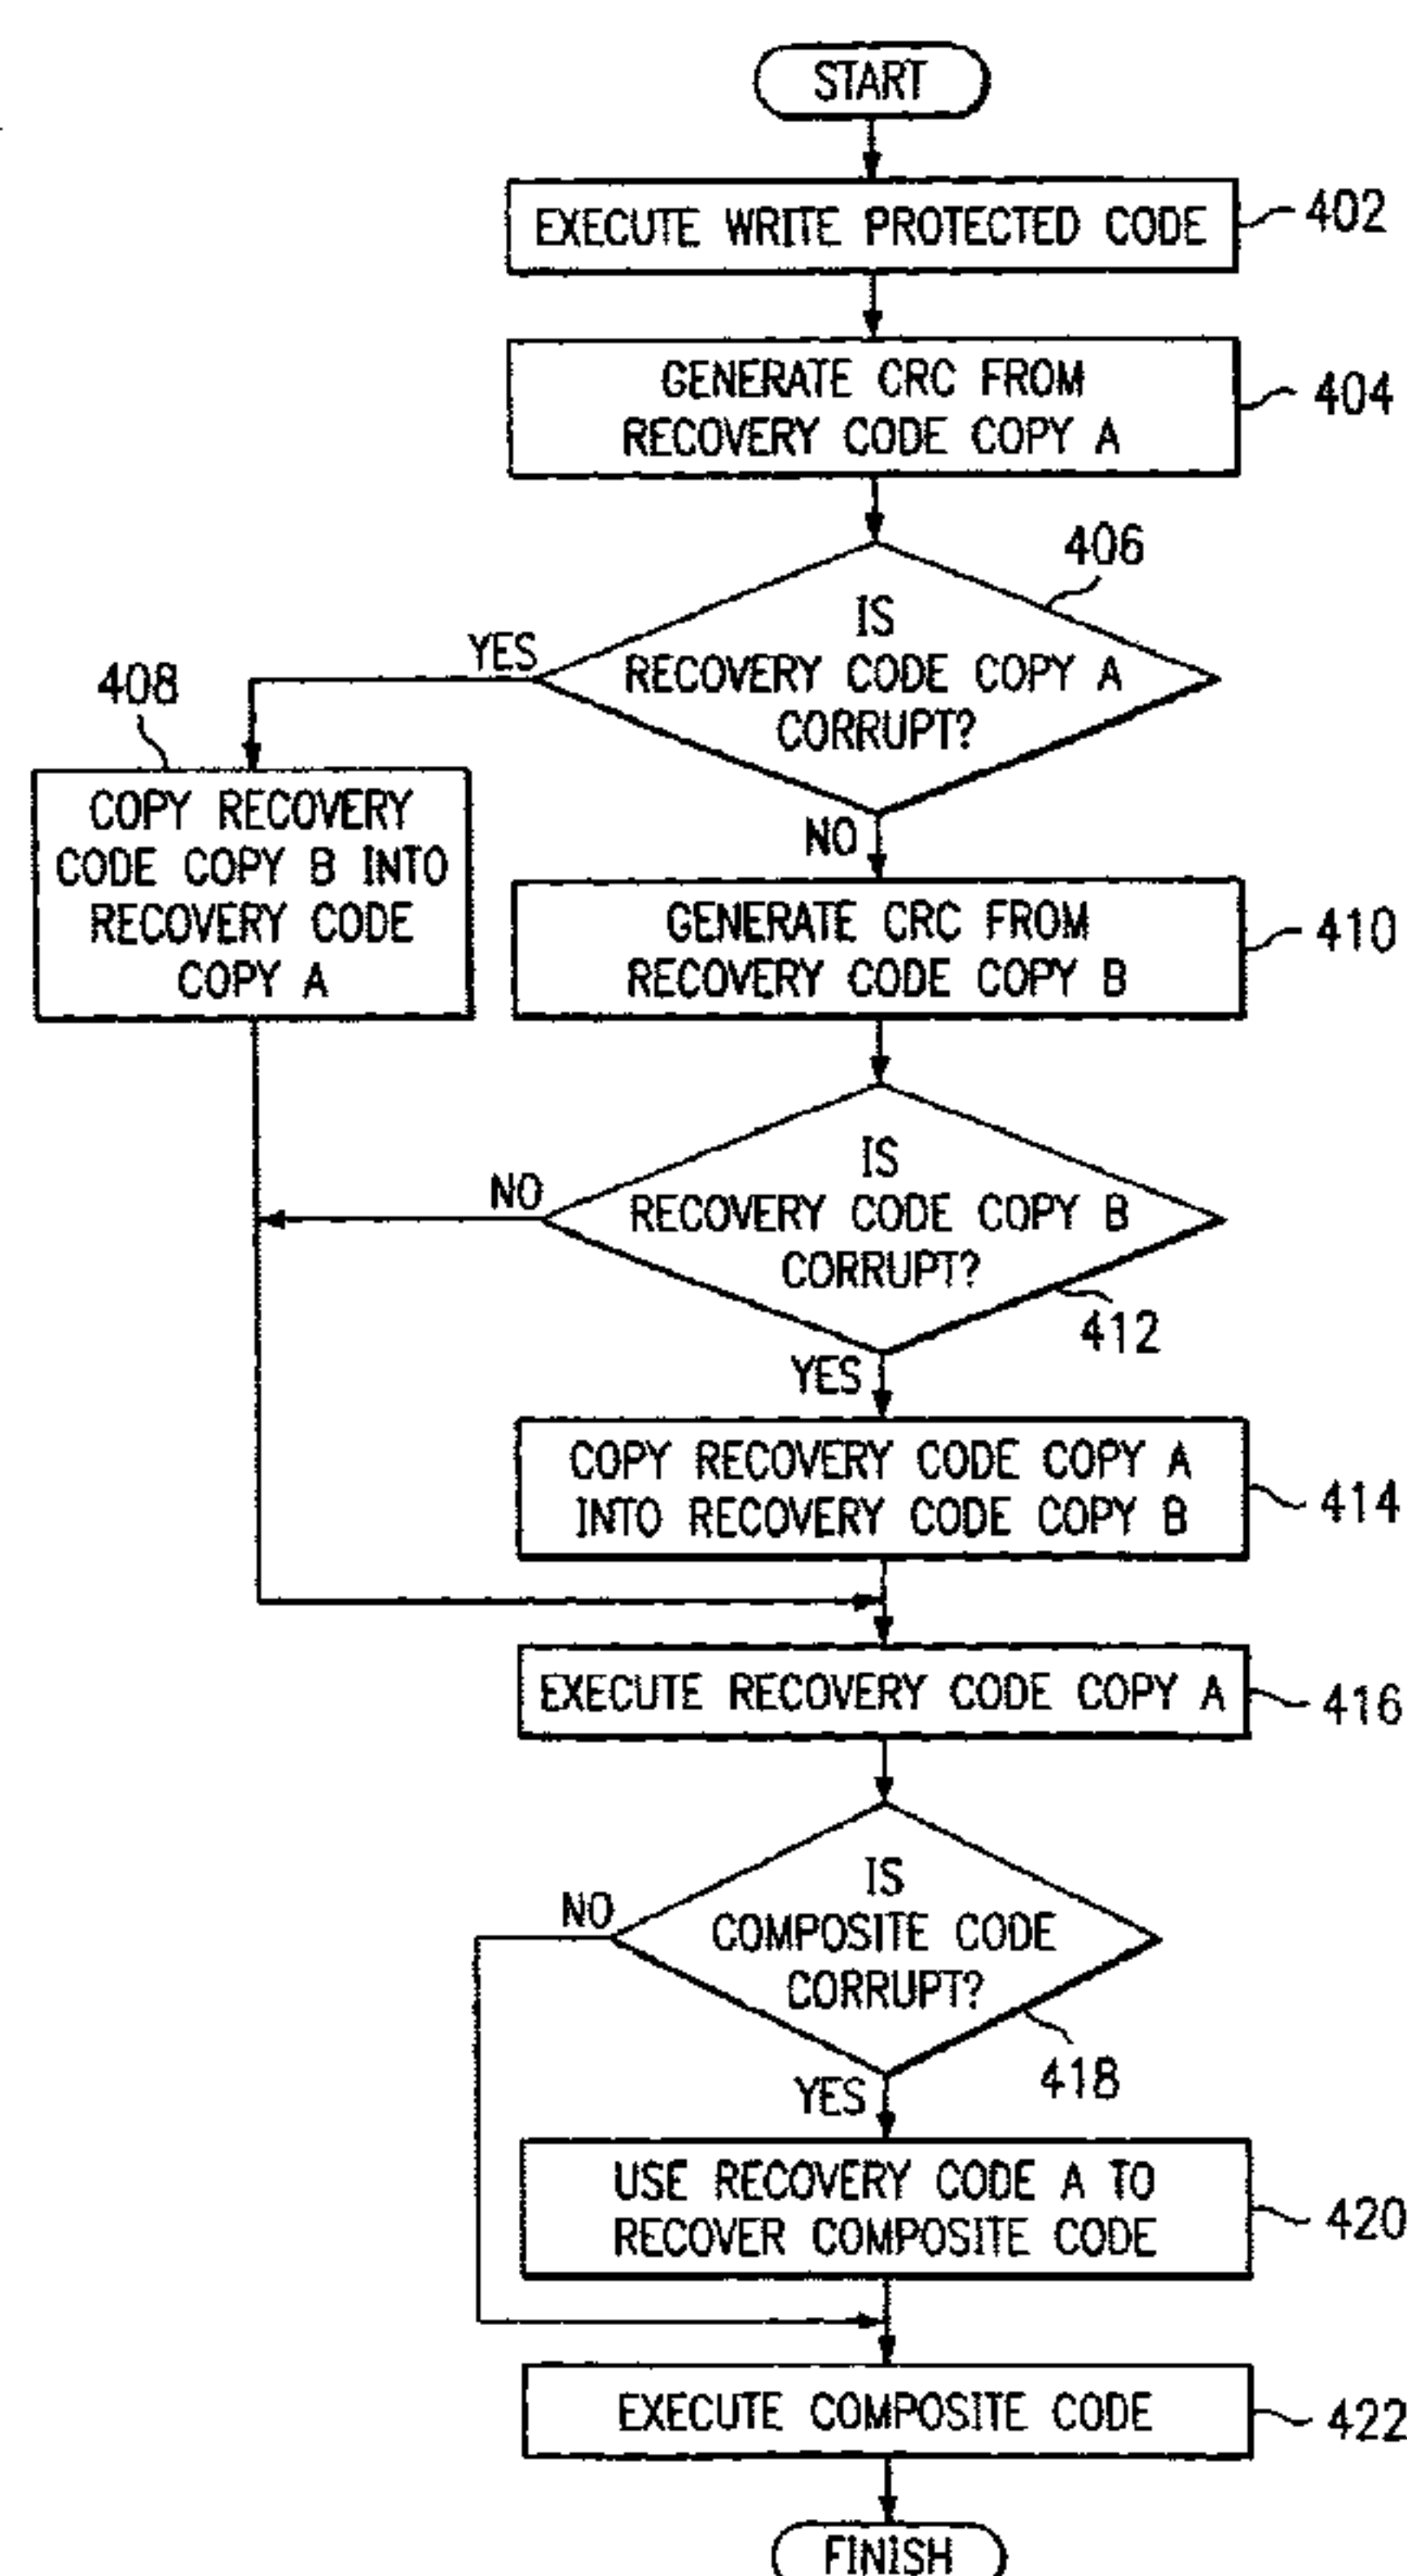 START
EXECUTE WRITE PROTECTED CODE
402
GENERATE CRC FROM
RECOVERY CODE COPY A
404
406
IS
RECOVERY CODE COPY A
CORRUPT?
YES
408
COPY RECOVERY
CODE COPY B INTO
RECOVERY CODE
COPY A
NO
GENERATE CRC FROM
RECOVERY CODE COPY B
410
IS
RECOVERY CODE COPY B
CORRUPT?
NO
412
YES
COPY RECOVERY CODE COPY A
INTO RECOVERY CODE COPY B
414
EXECUTE RECOVERY CODE COPY A
416
IS
COMPOSITE CODE
CORRUPT?
NO
418
YES
USE RECOVERY CODE A TO
RECOVER COMPOSITE CODE
420
EXECUTE COMPOSITE CODE
422
FINISH